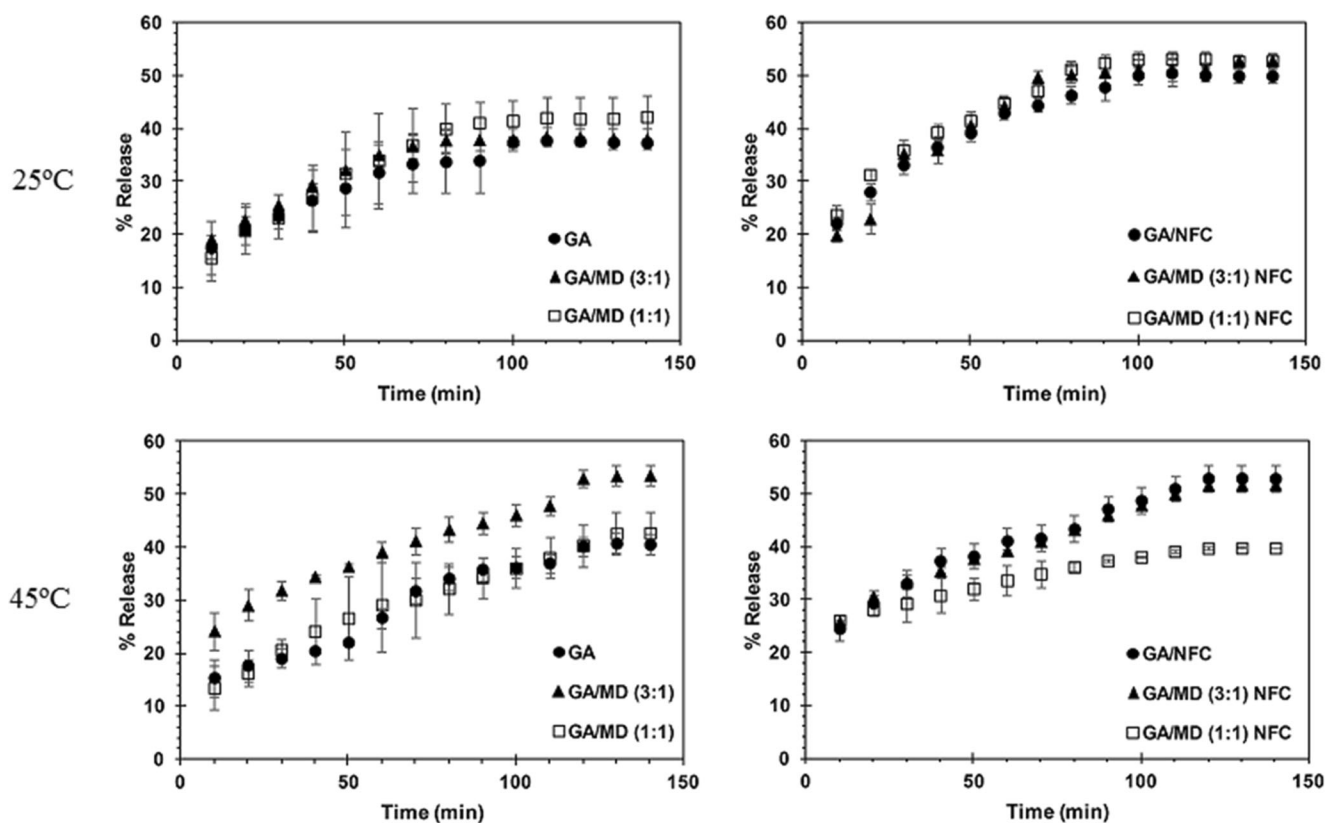 25°C
% Release
60
50
40
30
20
10
0
GA
GA/MD (3:1)
GA/MD (1:1)
0 50 100 150
Time (min)
% Release
60
50
40
30
20
10
0
GA/NFC
GA/MD (3:1) NFC
GA/MD (1:1) NFC
0 50 100 150
Time (min)
45°C
% Release
60
50
40
30
20
10
0
GA
GA/MD (3:1)
GA/MD (1:1)
0 50 100 150
Time (min)
% Release
60
50
40
30
20
10
0
GA/NFC
GA/MD (3:1) NFC
GA/MD (1:1) NFC
0 50 100 150
Time (min)